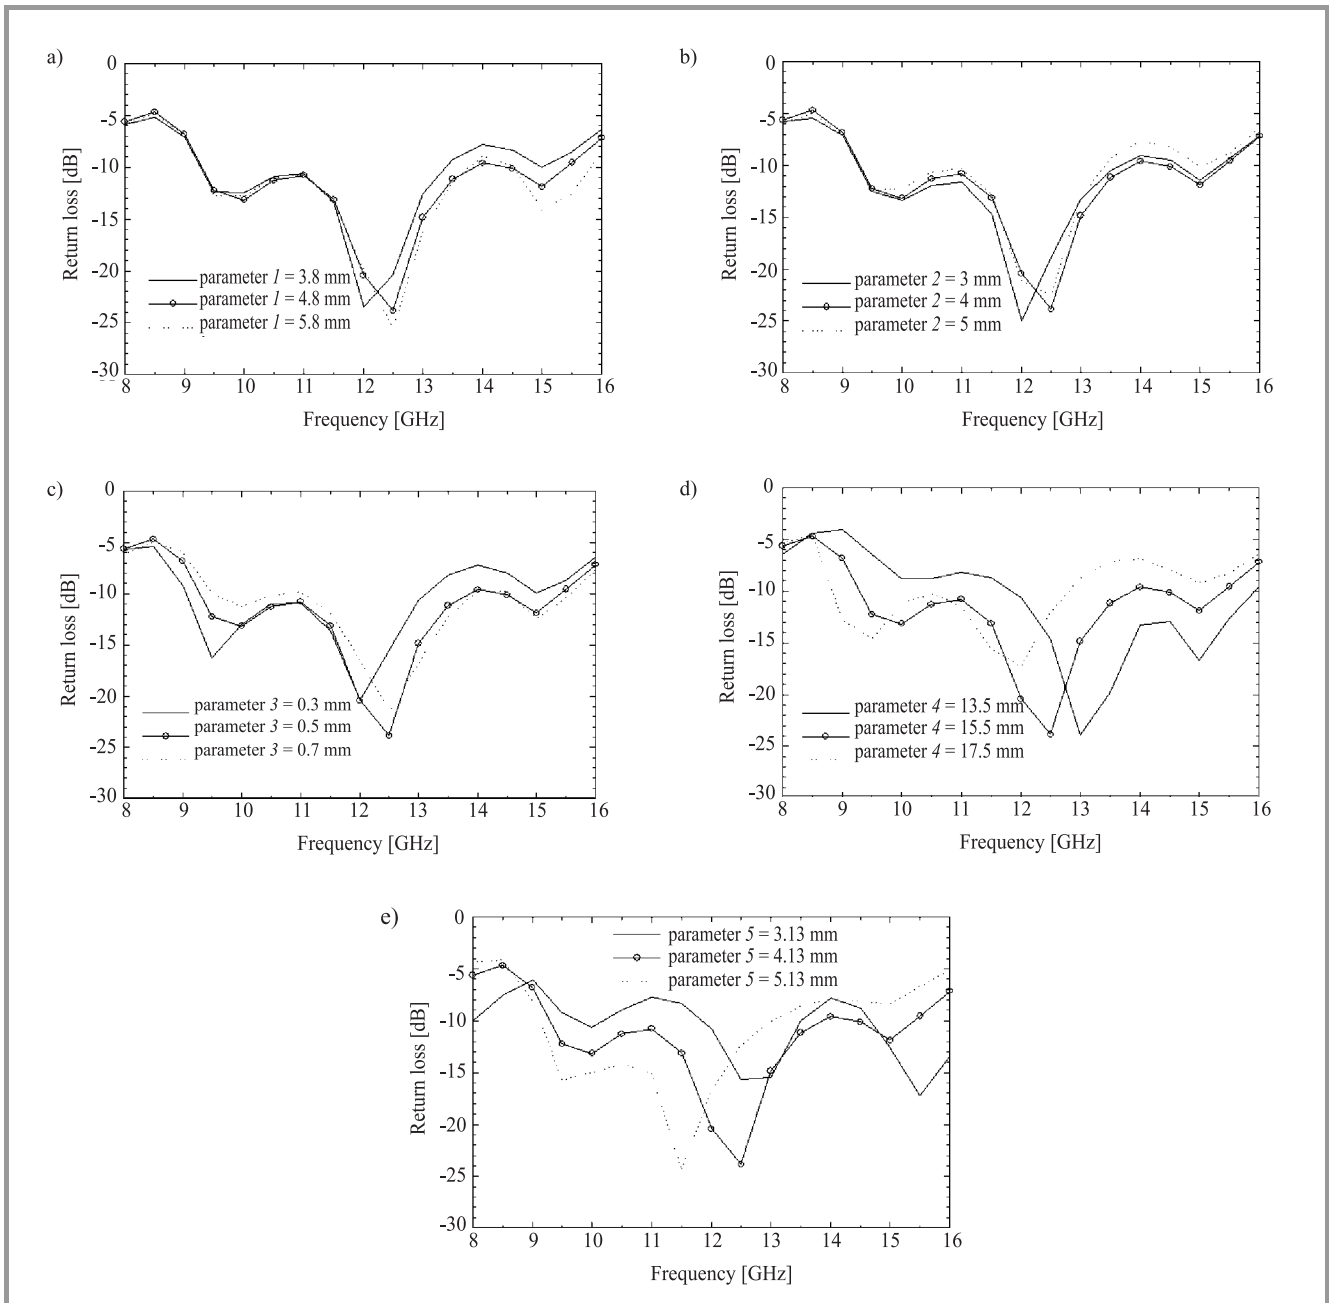 a)
0
-5
-10
-15
-20
-25
-30
Return loss [dB]
parameter 1 = 3.8 mm
parameter 1 = 4.8 mm
parameter 1 = 5.8 mm
8 9 10 11 12 13 14 15 16
Frequency [GHz]
b)
0
-5
-10
-15
-20
-25
-30
Return loss [dB]
parameter 2 = 3 mm
parameter 2 = 4 mm
parameter 2 = 5 mm
8 9 10 11 12 13 14 15 16
Frequency [GHz]
c)
0
-5
-10
-15
-20
-25
-30
Return loss [dB]
parameter 3 = 0.3 mm
parameter 3 = 0.5 mm
parameter 3 = 0.7 mm
8 9 10 11 12 13 14 15 16
Frequency [GHz]
d)
0
-5
-10
-15
-20
-25
-30
Return loss [dB]
parameter 4 = 13.5 mm
parameter 4 = 15.5 mm
parameter 4 = 17.5 mm
8 9 10 11 12 13 14 15 16
Frequency [GHz]
e)
0
-5
-10
-15
-20
-25
-30
Return loss [dB]
parameter 5 = 3.13 mm
parameter 5 = 4.13 mm
parameter 5 = 5.13 mm
8 9 10 11 12 13 14 15 16
Frequency [GHz]